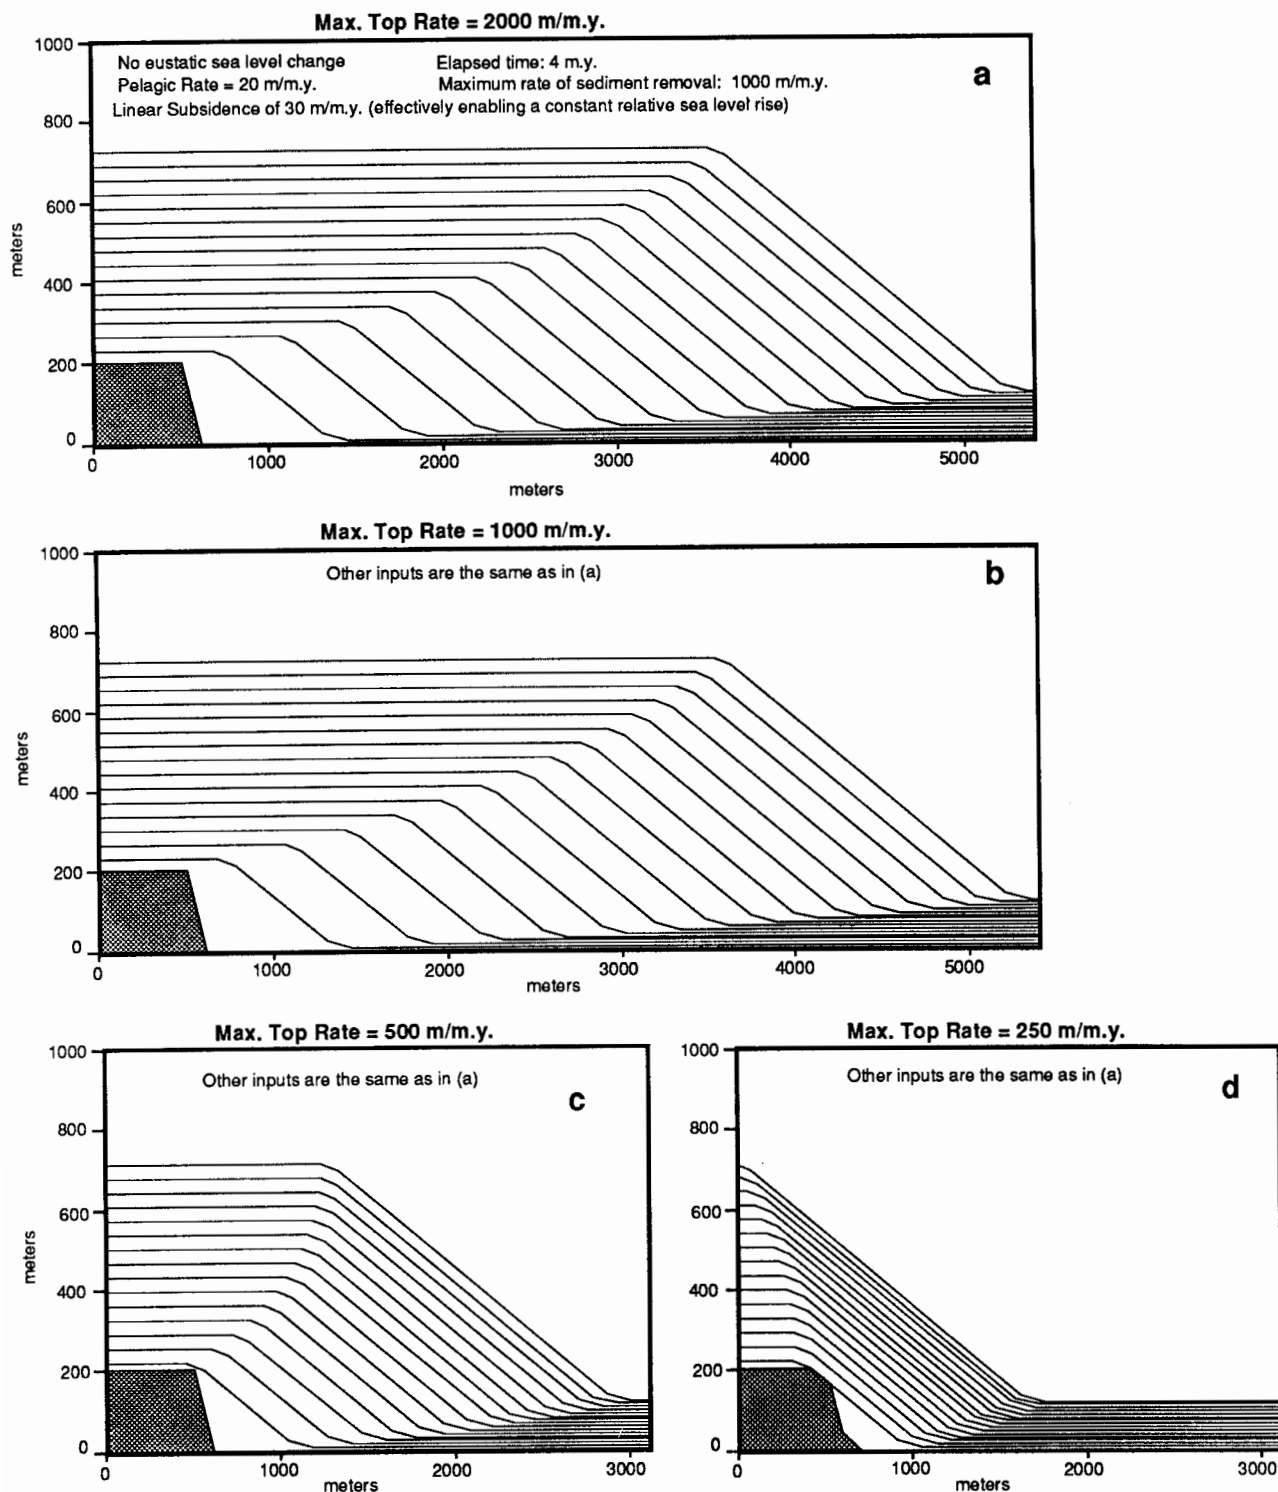 Max. Top Rate = 2000 m/m.y.
No eustatic sea level change
Elapsed time: 4 m.y.
a
Pelagic Rate = 20 m/m.y.
Maximum rate of sediment removal: 1000 m/m.y.
Linear Subsidence of 30 m/m.y. (effectively enabling a constant relative sea level rise)
1000
800
600
400
200
0
meters
0 1000 2000 3000 4000 5000
meters
Max. Top Rate = 1000 m/m.y.
Other inputs are the same as in (a)
b
1000
800
600
400
200
0
meters
0 1000 2000 3000 4000 5000
meters
Max. Top Rate = 500 m/m.y.
Other inputs are the same as in (a)
c
1000
800
600
400
200
0
meters
0 1000 2000 3000
meters
Max. Top Rate = 250 m/m.y.
Other inputs are the same as in (a)
d
1000
800
600
400
200
0
0 1000 2000 3000
meters